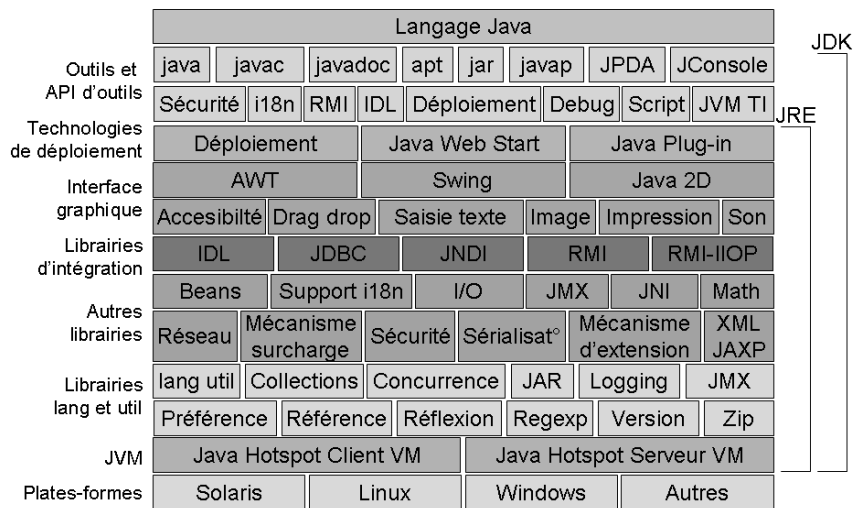 Langage Java
JDK
Outils et
API d'outils
java javac javadoc apt jar javap JPDA JConsole
Sécurité i18n RMI IDL Déploiement Debug Script JVM TI
JRE
Technologies
de déploiement
Déploiement Java Web Start Java Plug-in
Interface
graphique
AWT Swing Java 2D
Accesibilté Drag drop Saisie texte Image Impression Son
Librairies
d'intégration
IDL JDBC JNDI RMI RMI-IIOP
Autres
librairies
Beans Support i18n I/O JMX JNI Math
Réseau Mécanisme surcharge Sécurité Sérialisat° Mécanisme d'extension XML JAXP
Librairies
lang et util
lang util Collections Concurrence JAR Logging JMX
Préférence Référence Réflexion Regexp Version Zip
JVM
Java Hotspot Client VM Java Hotspot Serveur VM
Plates-formes
Solaris Linux Windows Autres